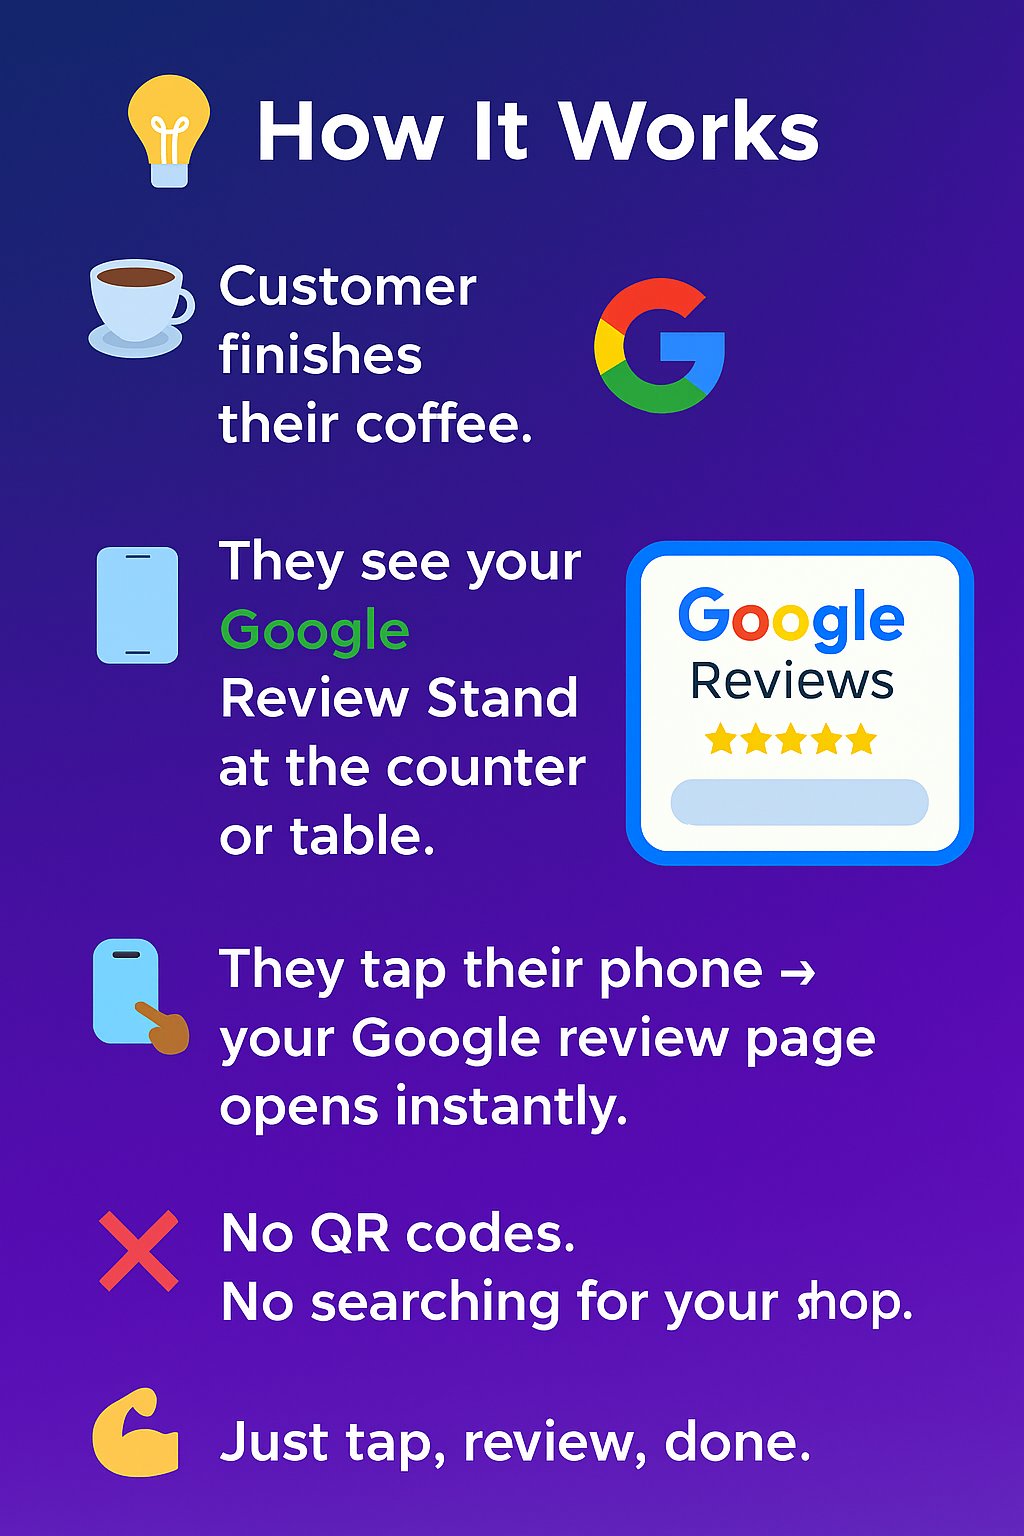 How It Works
Customer
finishes
their coffee.
G
They see your
Google
Review Stand
at the counter
or table.
Google
Reviews
They tap their phone →
your Google review page
opens instantly.
No QR codes.
No searching for your shop.
Just tap, review, done.